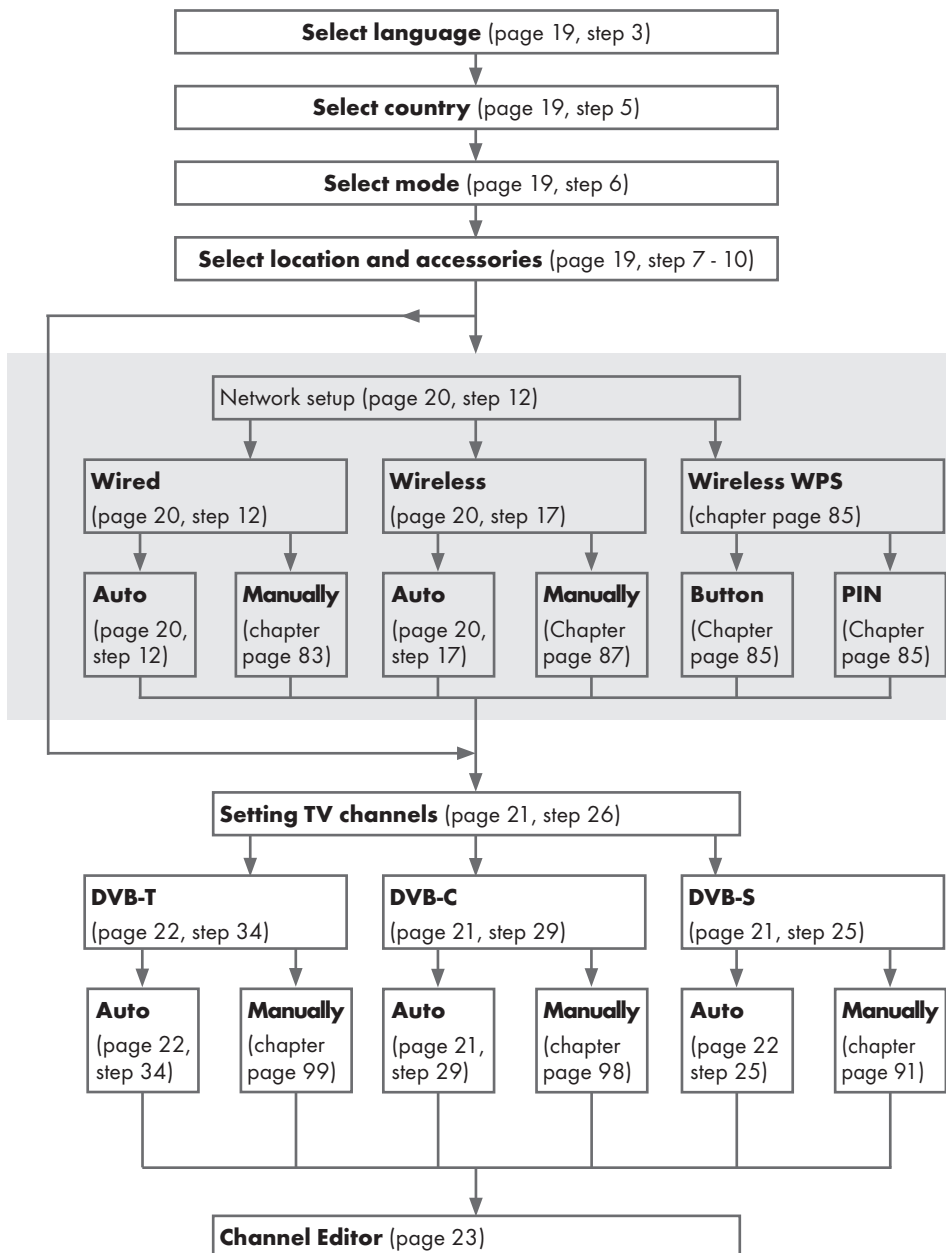 Select language (page 19, step 3)
Select country (page 19, step 5)
Select mode (page 19, step 6)
Select location and accessories (page 19, step 7 - 10)
Network setup (page 20, step 12)
Wired
(page 20, step 12)
Wireless
(page 20, step 17)
Wireless WPS
(chapter page 85)
Auto
(page 20,
step 12)
Manually
(chapter
page 83)
Auto
(page 20,
step 17)
Manually
(Chapter
page 87)
Button
(Chapter
page 85)
PIN
(Chapter
page 85)
Setting TV channels (page 21, step 26)
DVB-T
(page 22, step 34)
DVB-C
(page 21, step 29)
DVB-S
(page 21, step 25)
Auto
(page 22,
step 34)
Manually
(chapter
page 99)
Auto
(page 21,
step 29)
Manually
(chapter
page 98)
Auto
(page 22
step 25)
Manually
(chapter
page 91)
Channel Editor (page 23)